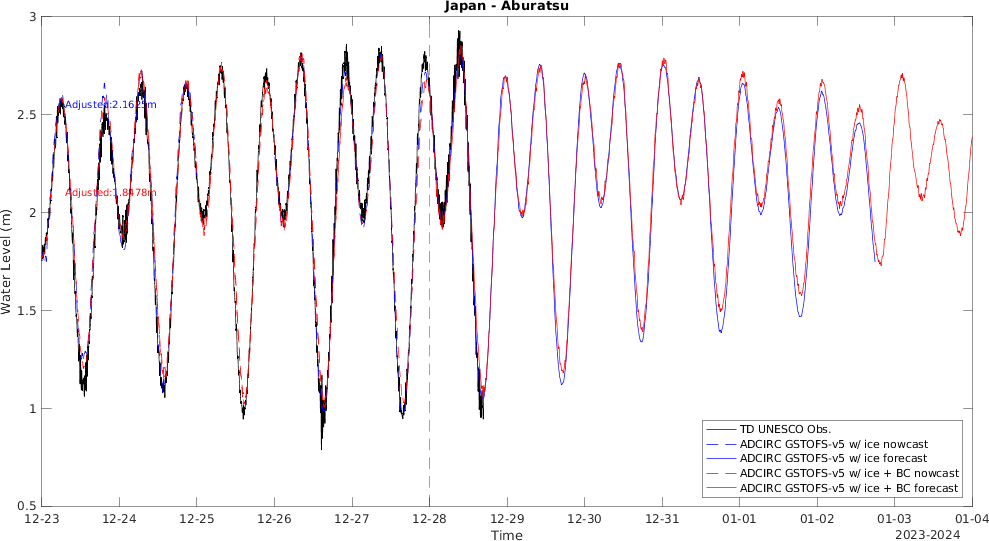 Japan - Aburatsu
3
2.5
2
1.5
1
0.5
Water Level (m)
Adjusted:2.1625m
Adjusted:1.8478m
TD UNESCO Obs.
ADCIRC GSTOFS-v5 w/ ice nowcast
ADCIRC GSTOFS-v5 w/ ice forecast
ADCIRC GSTOFS-v5 w/ ice + BC nowcast
ADCIRC GSTOFS-v5 w/ ice + BC forecast
12-23 12-24 12-25 12-26 12-27 12-28 12-29 12-30 12-31 01-01 01-02 01-03 01-04
Time
2023-2024